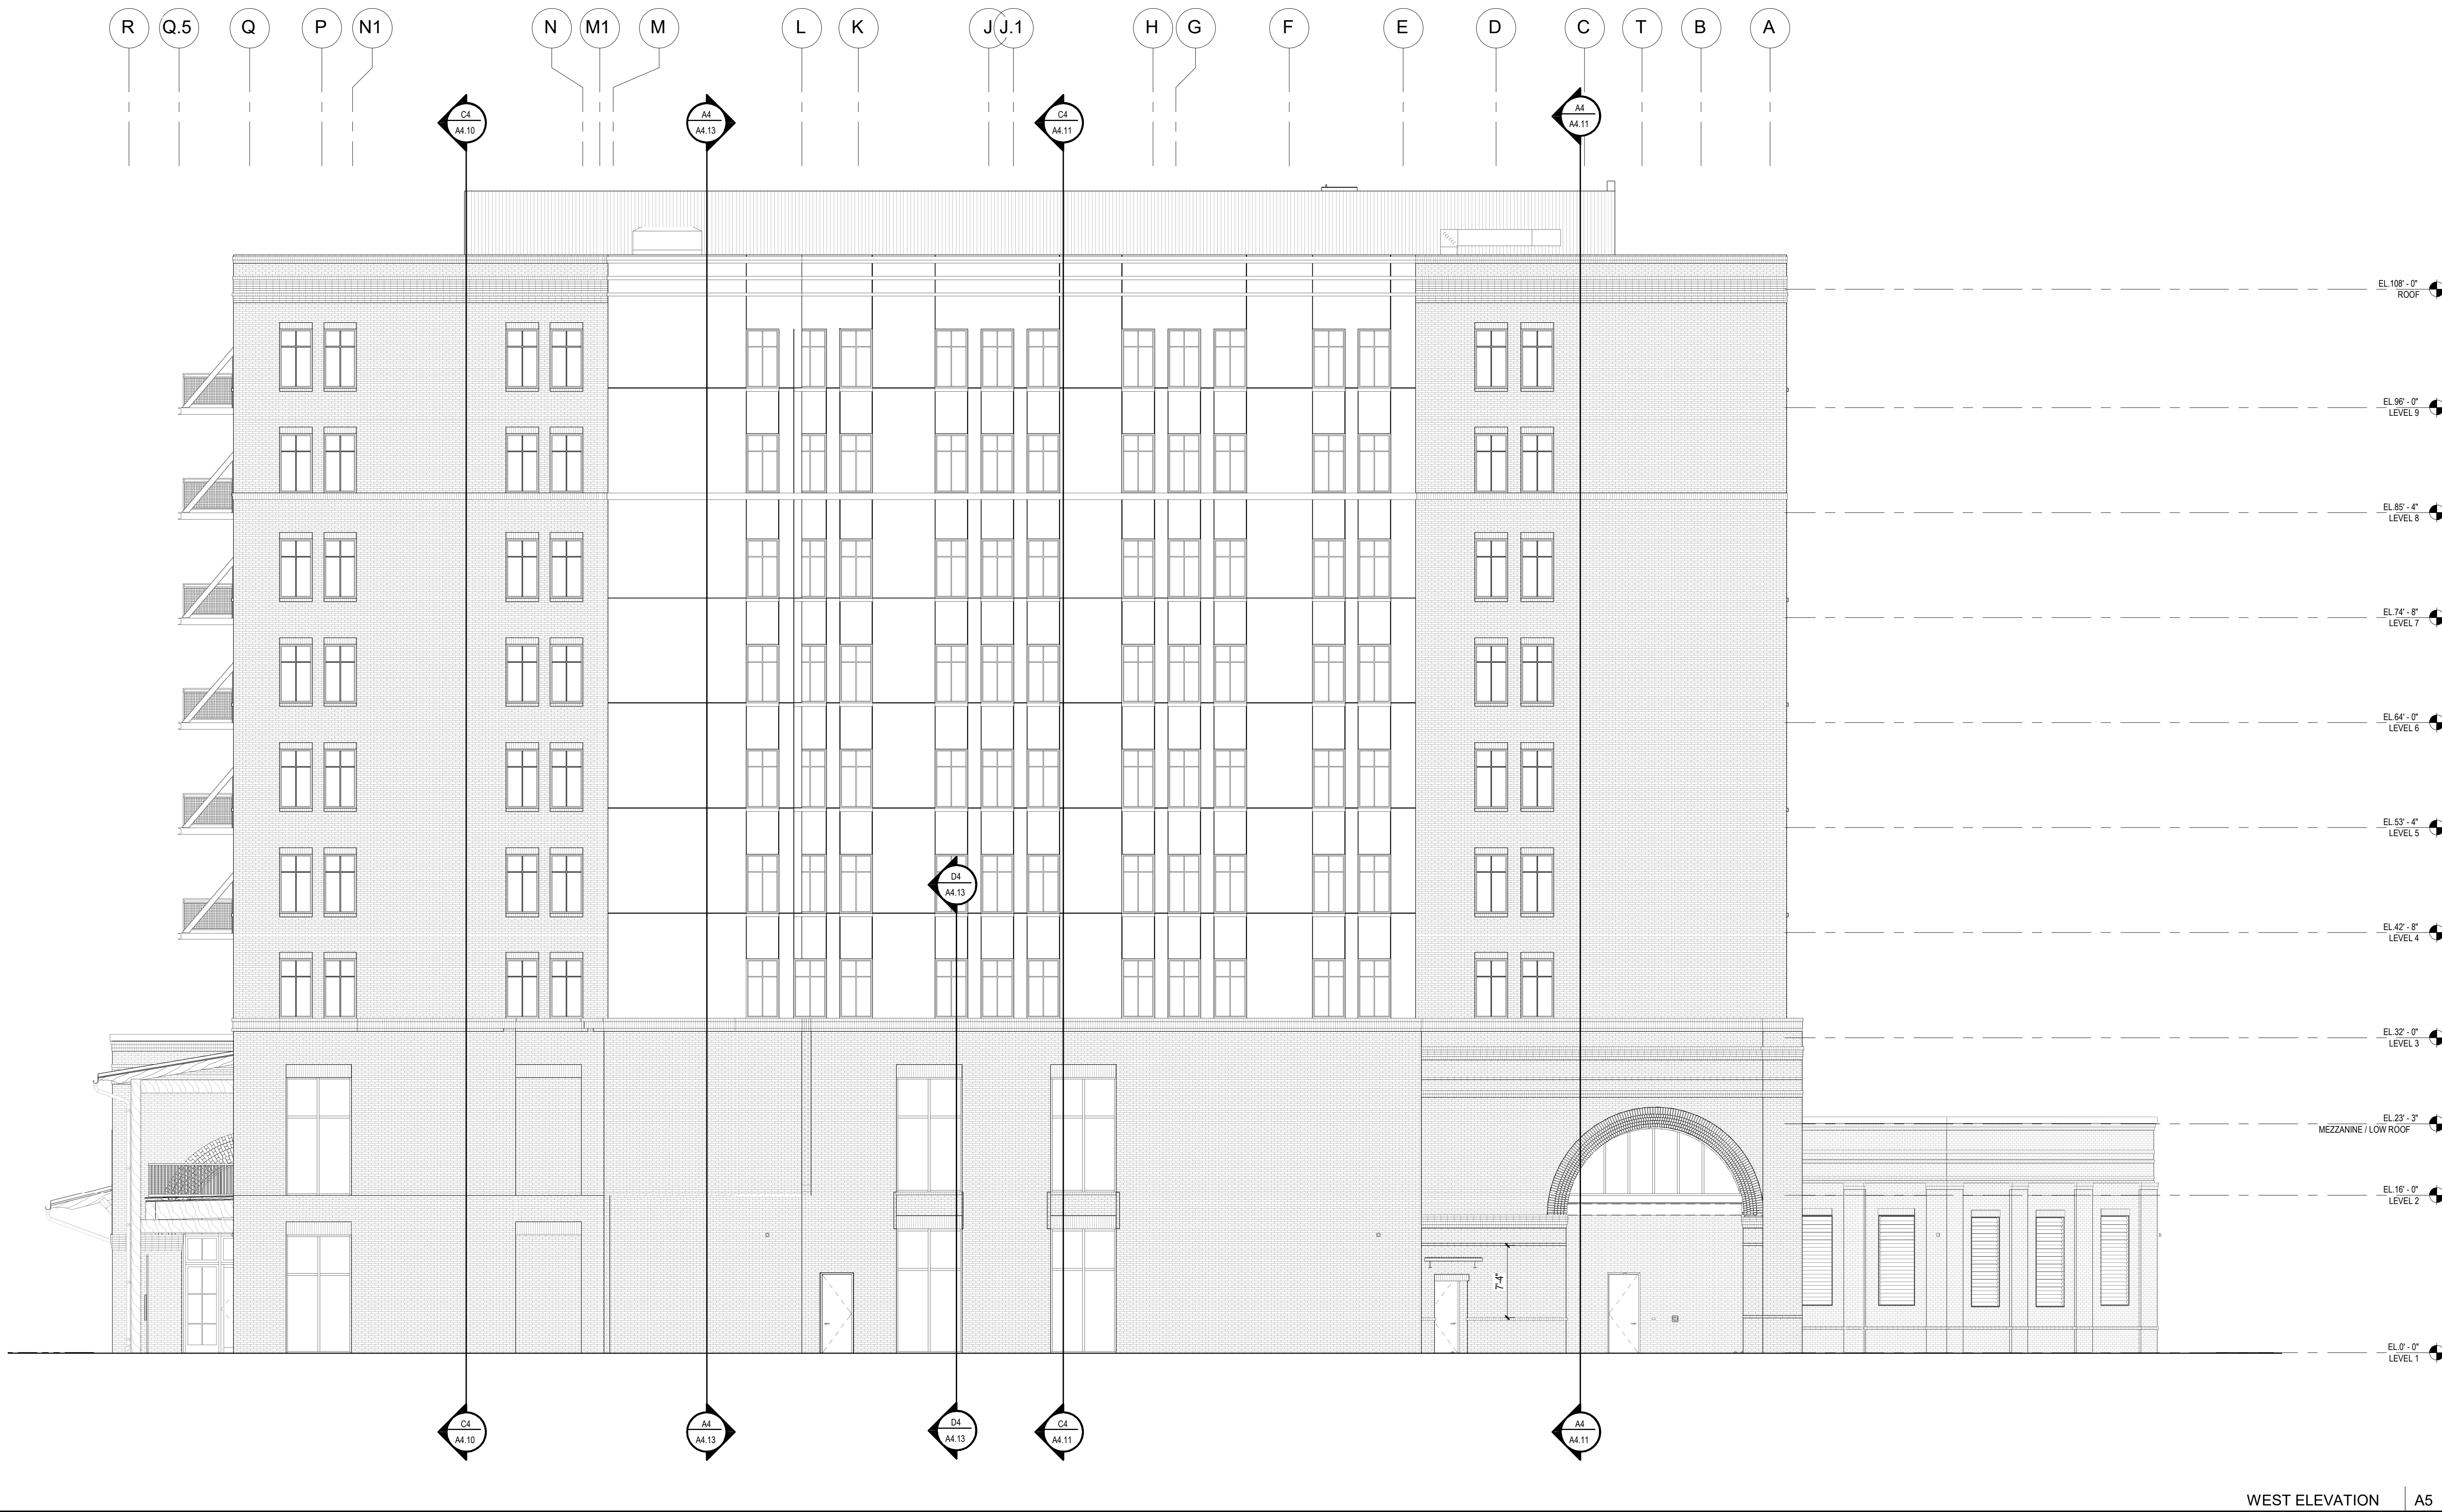 R Q.5 Q P N1 N M1 M L K J J.1 H G F E D C T B A
C4
A4.10
A4
A4.13
C4
A4.11
A4
A4.11
EL.108' - 0"
ROOF
EL.96' - 0"
LEVEL 9
EL.85' - 4"
LEVEL 8
EL.74' - 8"
LEVEL 7
EL.64' - 0"
LEVEL 6
EL.53' - 4"
LEVEL 5
D4
A4.13
EL.42' - 8"
LEVEL 4
EL.32' - 0"
LEVEL 3
EL.23' - 3"
MEZZANINE / LOW ROOF
EL.16' - 0"
LEVEL 2
7'-4"
EL.0' - 0"
LEVEL 1
C4
A4.10
A4
A4.13
D4
A4.13
C4
A4.11
A4
A4.11
WEST ELEVATION A5